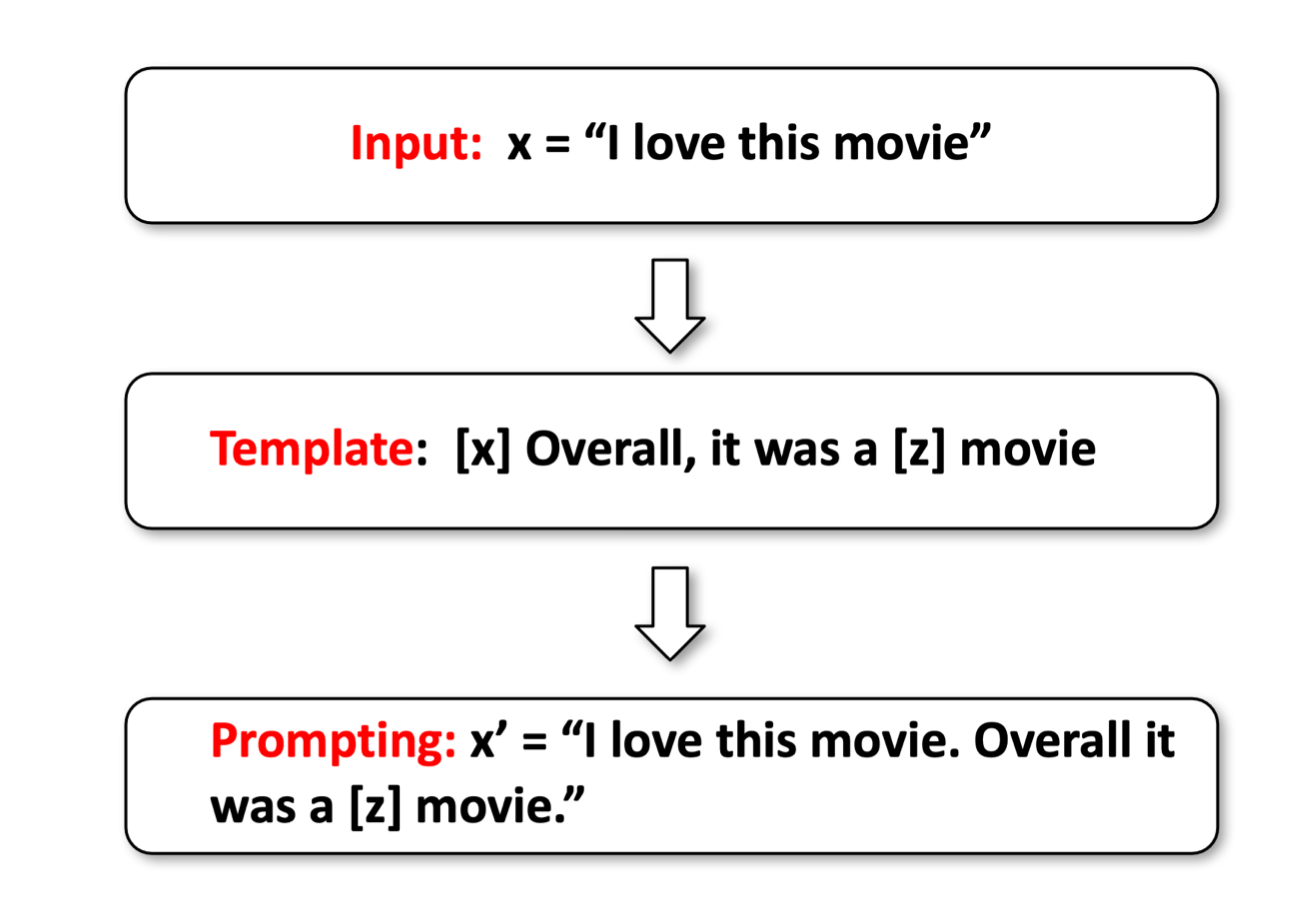 Input: x = “I love this movie”
Template: [x] Overall, it was a [z] movie
Prompting: x’ = “I love this movie. Overall it
was a [z] movie.”